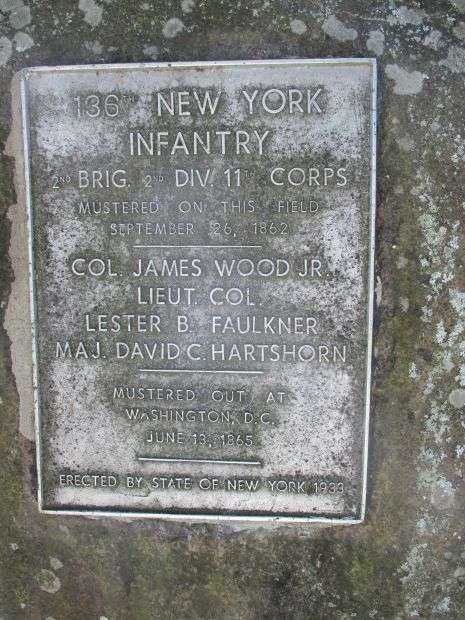 136TH NEW YORK
INFANTRY
2ND BRIG. 2ND DIV. 11TH CORPS
MUSTERED ON THIS FIELD
SEPTEMBER 26, 1862
COL. JAMES WOOD JR.
LIEUT. COL.
LESTER B. FAULKNER
MAJ. DAVID C. HARTSHORN
MUSTERED OUT AT
WASHINGTON, D.C.
JUNE 13, 1865
ERECTED BY STATE OF NEW YORK 1933